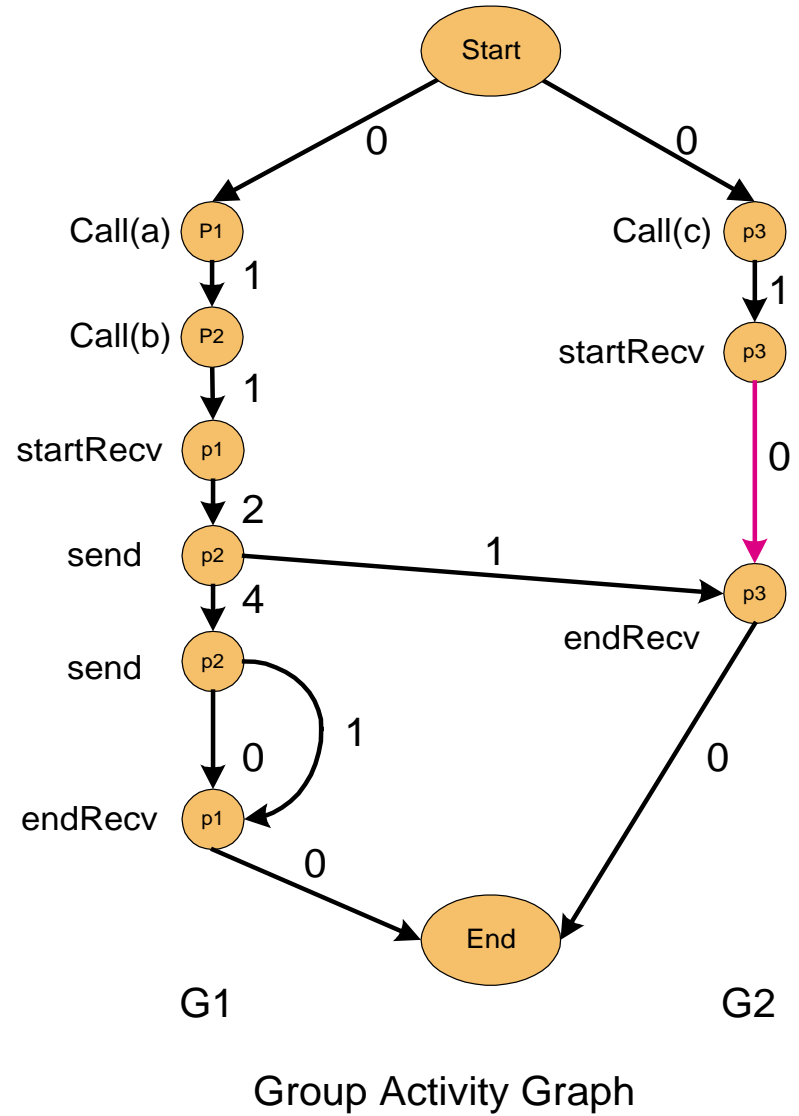 Start
0
0
Call(a)
P1
Call(c)
p3
1
1
Call(b)
P2
startRecv
p3
1
startRecv
p1
0
2
send
p2
1
p3
4
endRecv
send
p2
1
0
0
endRecv
p1
0
End
G1
G2
Group Activity Graph